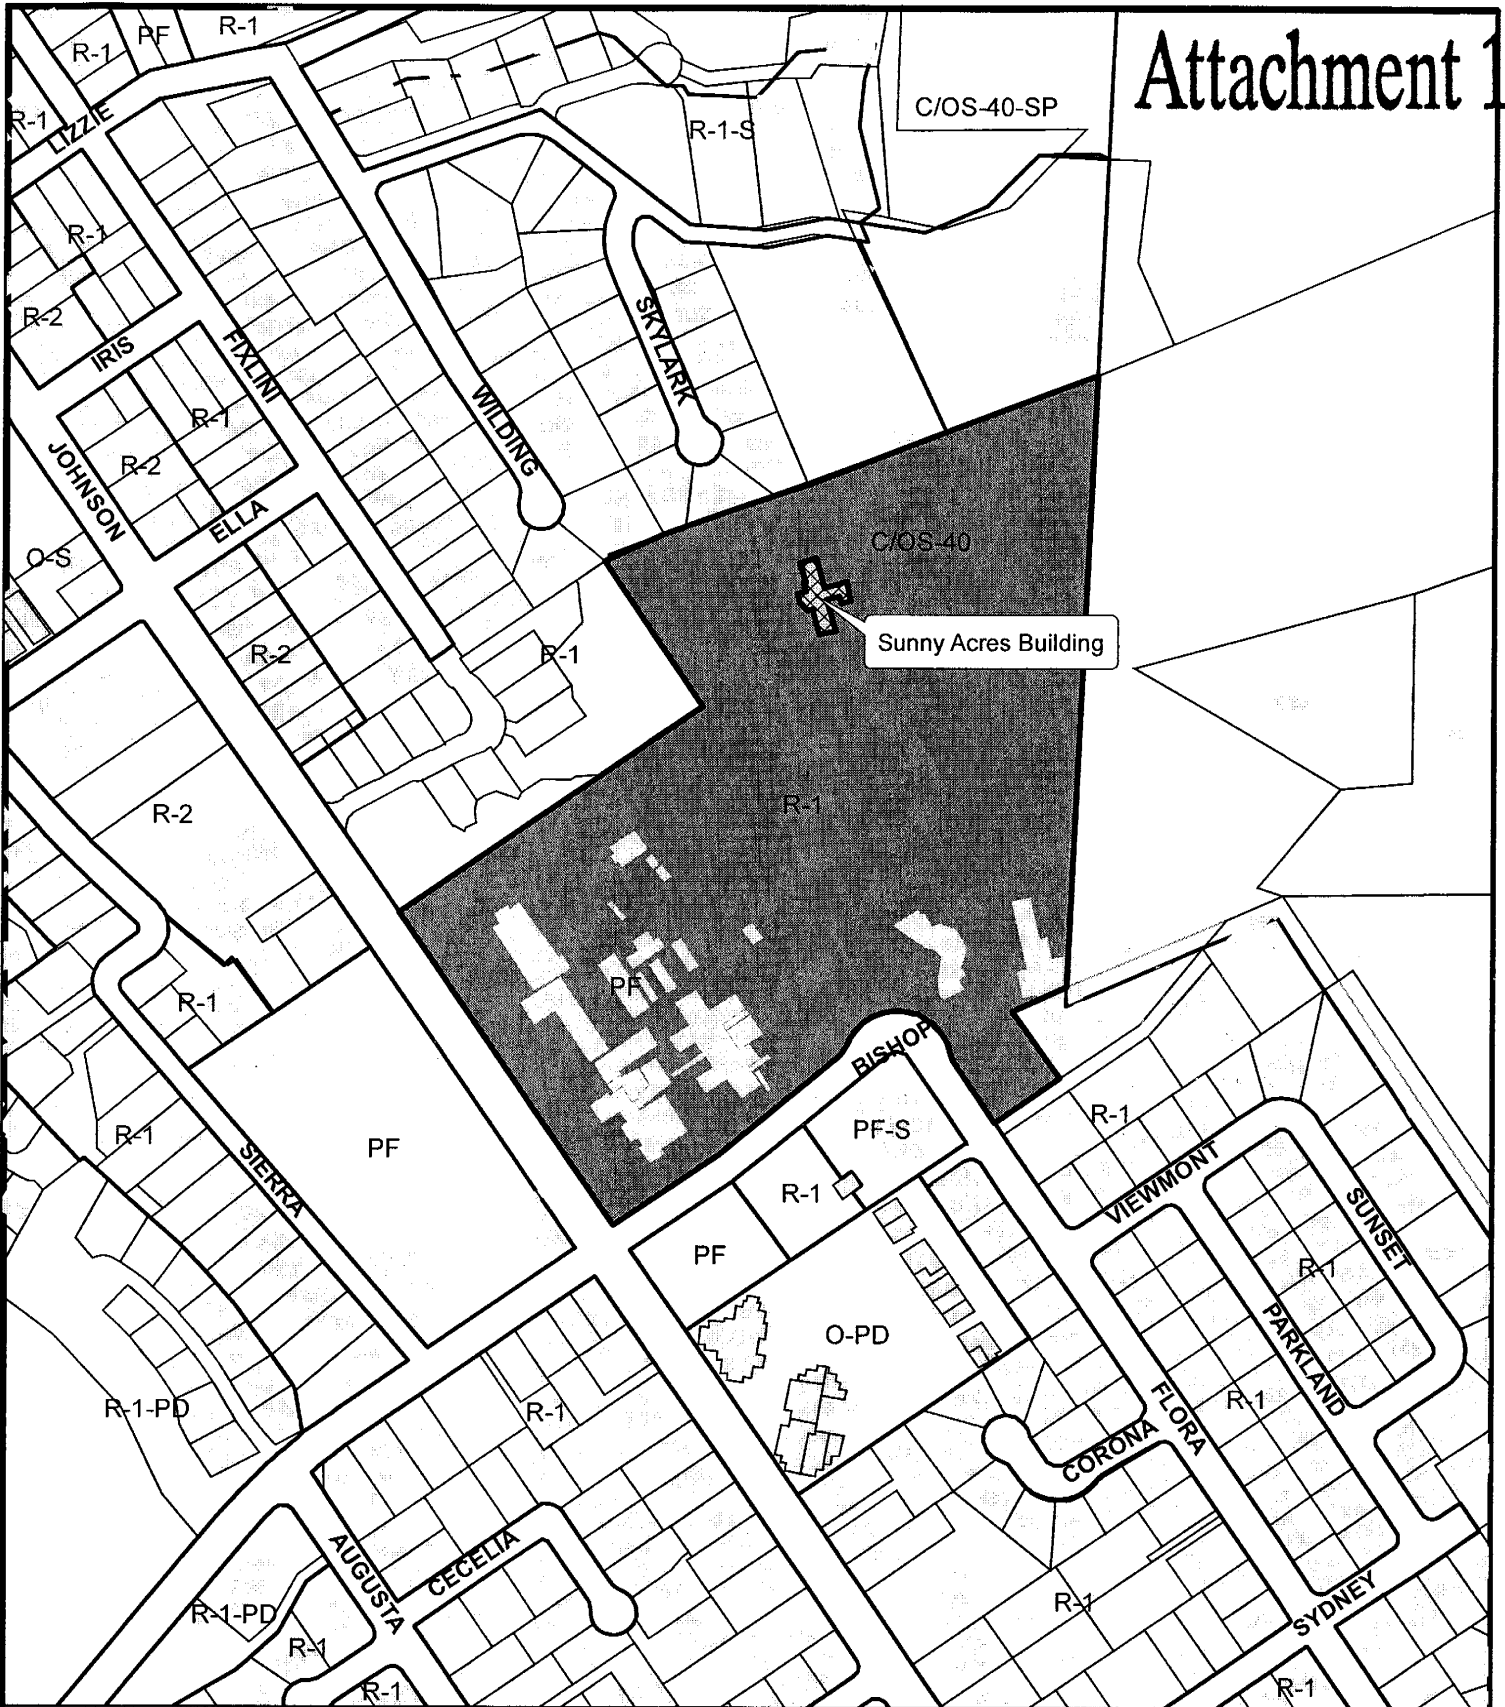 Attachment 1
R-1
PF
R-1
R-1
LIZZIE
C/OS-40-SP
R-1-S
R-1
R-2
IRIS
FIXLINI
SKYLARK
WILDING
R-1
R-2
JOHNSON
ELLA
O-S
C/OS-40
Sunny Acres Building
R-2
R-1
R-2
R-1
PF
R-1
BISHOP
R-1
PF
SIERRA
PF-S
R-1
R-1
VIEWMONT
SUNSET
PF
R-1
O-PD
PARKLAND
R-1-PD
R-1
FLORA
R-1
CORONA
AUGUSTA
CECELIA
R-1-PD
R-1
R-1
SYDNEY
R-1
R-1